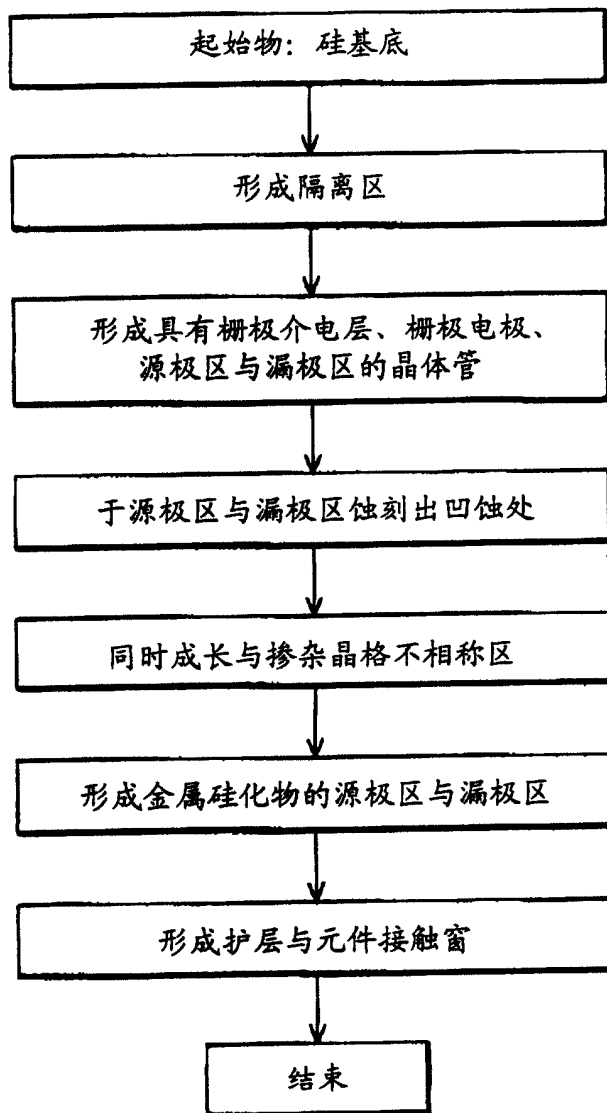 起始物：硅基底
形成隔离区
形成具有栅极介电层、栅极电极、
源极区与漏极区的晶体管
于源极区与漏极区蚀刻出凹蚀处
同时成长与掺杂晶格不相称区
形成金属硅化物的源极区与漏极区
形成护层与元件接触窗
结束